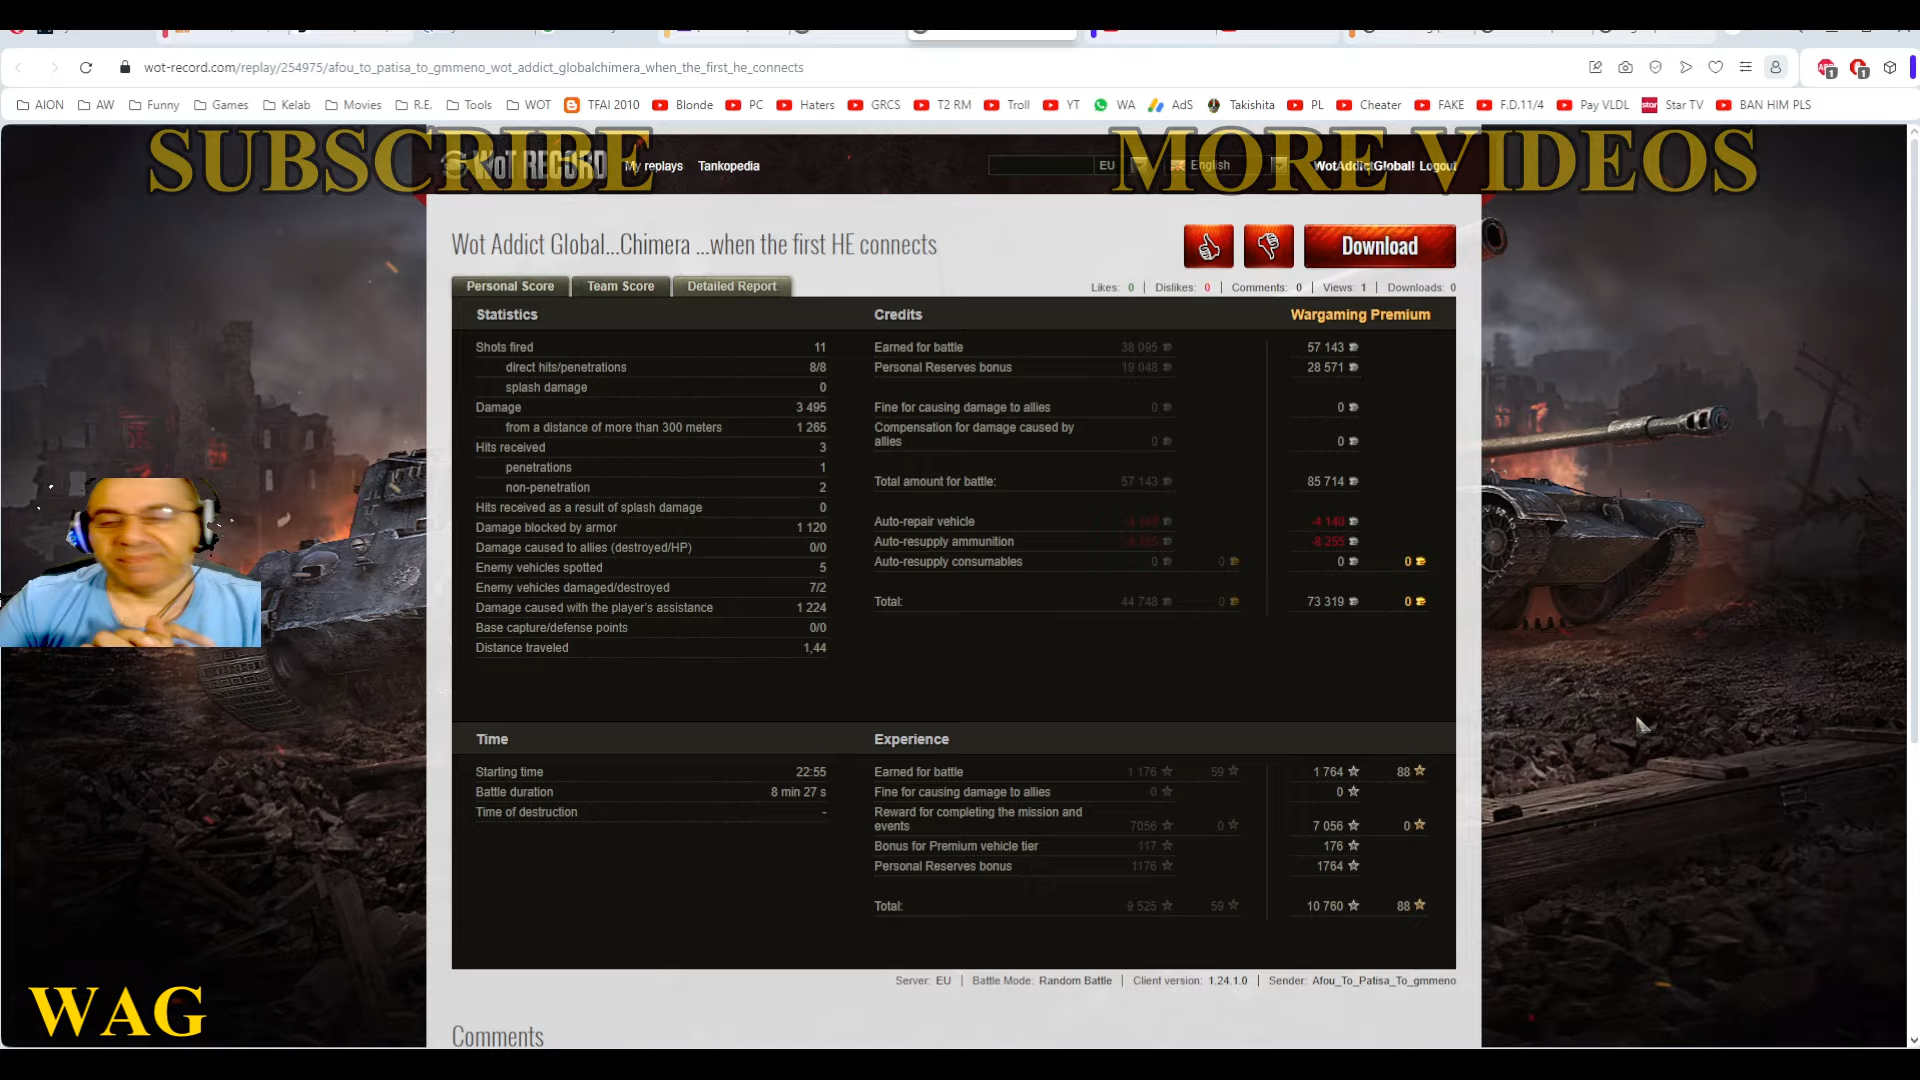 wot-record.com/replay/254975/afou_to_patisa_to_gmmeno_wot_addict_globalchimera_when_the_first_he_connects
AION AW Funny Games Kelab Movies R.E. Tools WOT TFAI 2010 Blonde PC Haters GRCS T2 RM Troll YT WA AdS Takishita PL Cheater FAKE F.D.11/4 Pay VLDL Star TV BAN HIM PLS
SUBSCRIBE MORE VIDEOS
WOT RECORD My replays Tankopedia EU English WotAddictGlobal! Logout
Wot Addict Global...Chimera ...when the first HE connects
Download
Personal Score Team Score Detailed Report
Likes: 0 | Dislikes: 0 | Comments: 0 | Views: 1 | Downloads: 0
Statistics Credits Wargaming Premium
Shots fired 11 Earned for battle 38 095 57 143
direct hits/penetrations 8/8 Personal Reserves bonus 19 048 28 571
splash damage 0
Damage 3 495 Fine for causing damage to allies 0 0
from a distance of more than 300 meters 1 265 Compensation for damage caused by
allies 0 0
Hits received 3
penetrations 1
non-penetration 2 Total amount for battle: 57 143 85 714
Hits received as a result of splash damage 0
Damage blocked by armor 1 120 Auto-repair vehicle -4 140
Damage caused to allies (destroyed/HP) 0/0 Auto-resupply ammunition -8 255
Enemy vehicles spotted 5 Auto-resupply consumables 0 0 0 0
Enemy vehicles damaged/destroyed 7/2
Damage caused with the player's assistance 1 224 Total: 44 748 0 73 319 0
Base capture/defense points 0/0
Distance traveled 1,44
Time Experience
Starting time 22:55 Earned for battle 1 176 59 1 764 88
Battle duration 8 min 27 s Fine for causing damage to allies 0 0
Time of destruction - Reward for completing the mission and
events 7056 0 7 056 0
Bonus for Premium vehicle tier 117 176
Personal Reserves bonus 1176 1764
Total: 9 525 59 10 760 88
Server: EU | Battle Mode: Random Battle | Client version: 1.24.1.0 | Sender: Afou_To_Patisa_To_gmmeno
WAG
Comments